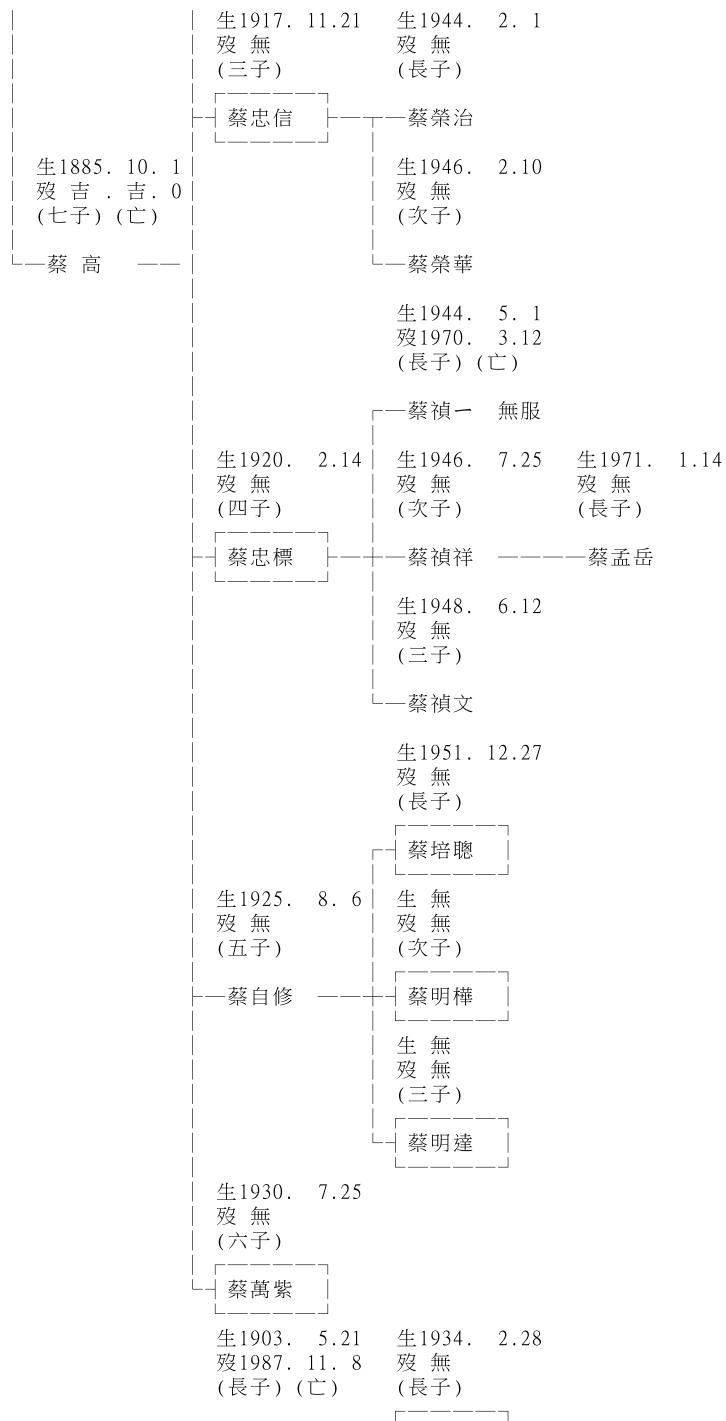 生1917. 11.21 生1944. 2. 1
歿 無 歿 無
(三子) (長子)
蔡忠信 蔡榮治
生1885. 10. 1 生1946. 2.10
歿 吉 . 吉. 0 歿 無
(七子) (亡) (次子)
蔡 高 蔡榮華
生1944. 5. 1
歿1970. 3.12
(長子) (亡)
蔡禎一 無服
生1920. 2.14 生1946. 7.25 生1971. 1.14
歿 無 歿 無 歿 無
(四子) (次子) (長子)
蔡忠標 蔡禎祥 蔡孟岳
生1948. 6.12
歿 無
(三子)
蔡禎文
生1951. 12.27
歿 無
(長子)
蔡培聰
生1925. 8. 6 生 無
歿 無 歿 無
(五子) (次子)
蔡自修 蔡明樺
生 無
歿 無
(三子)
蔡明達
生1930. 7.25
歿 無
(六子)
蔡萬紫
生1903. 5.21 生1934. 2.28
歿1987. 11. 8 歿 無
(長子) (亡) (長子)